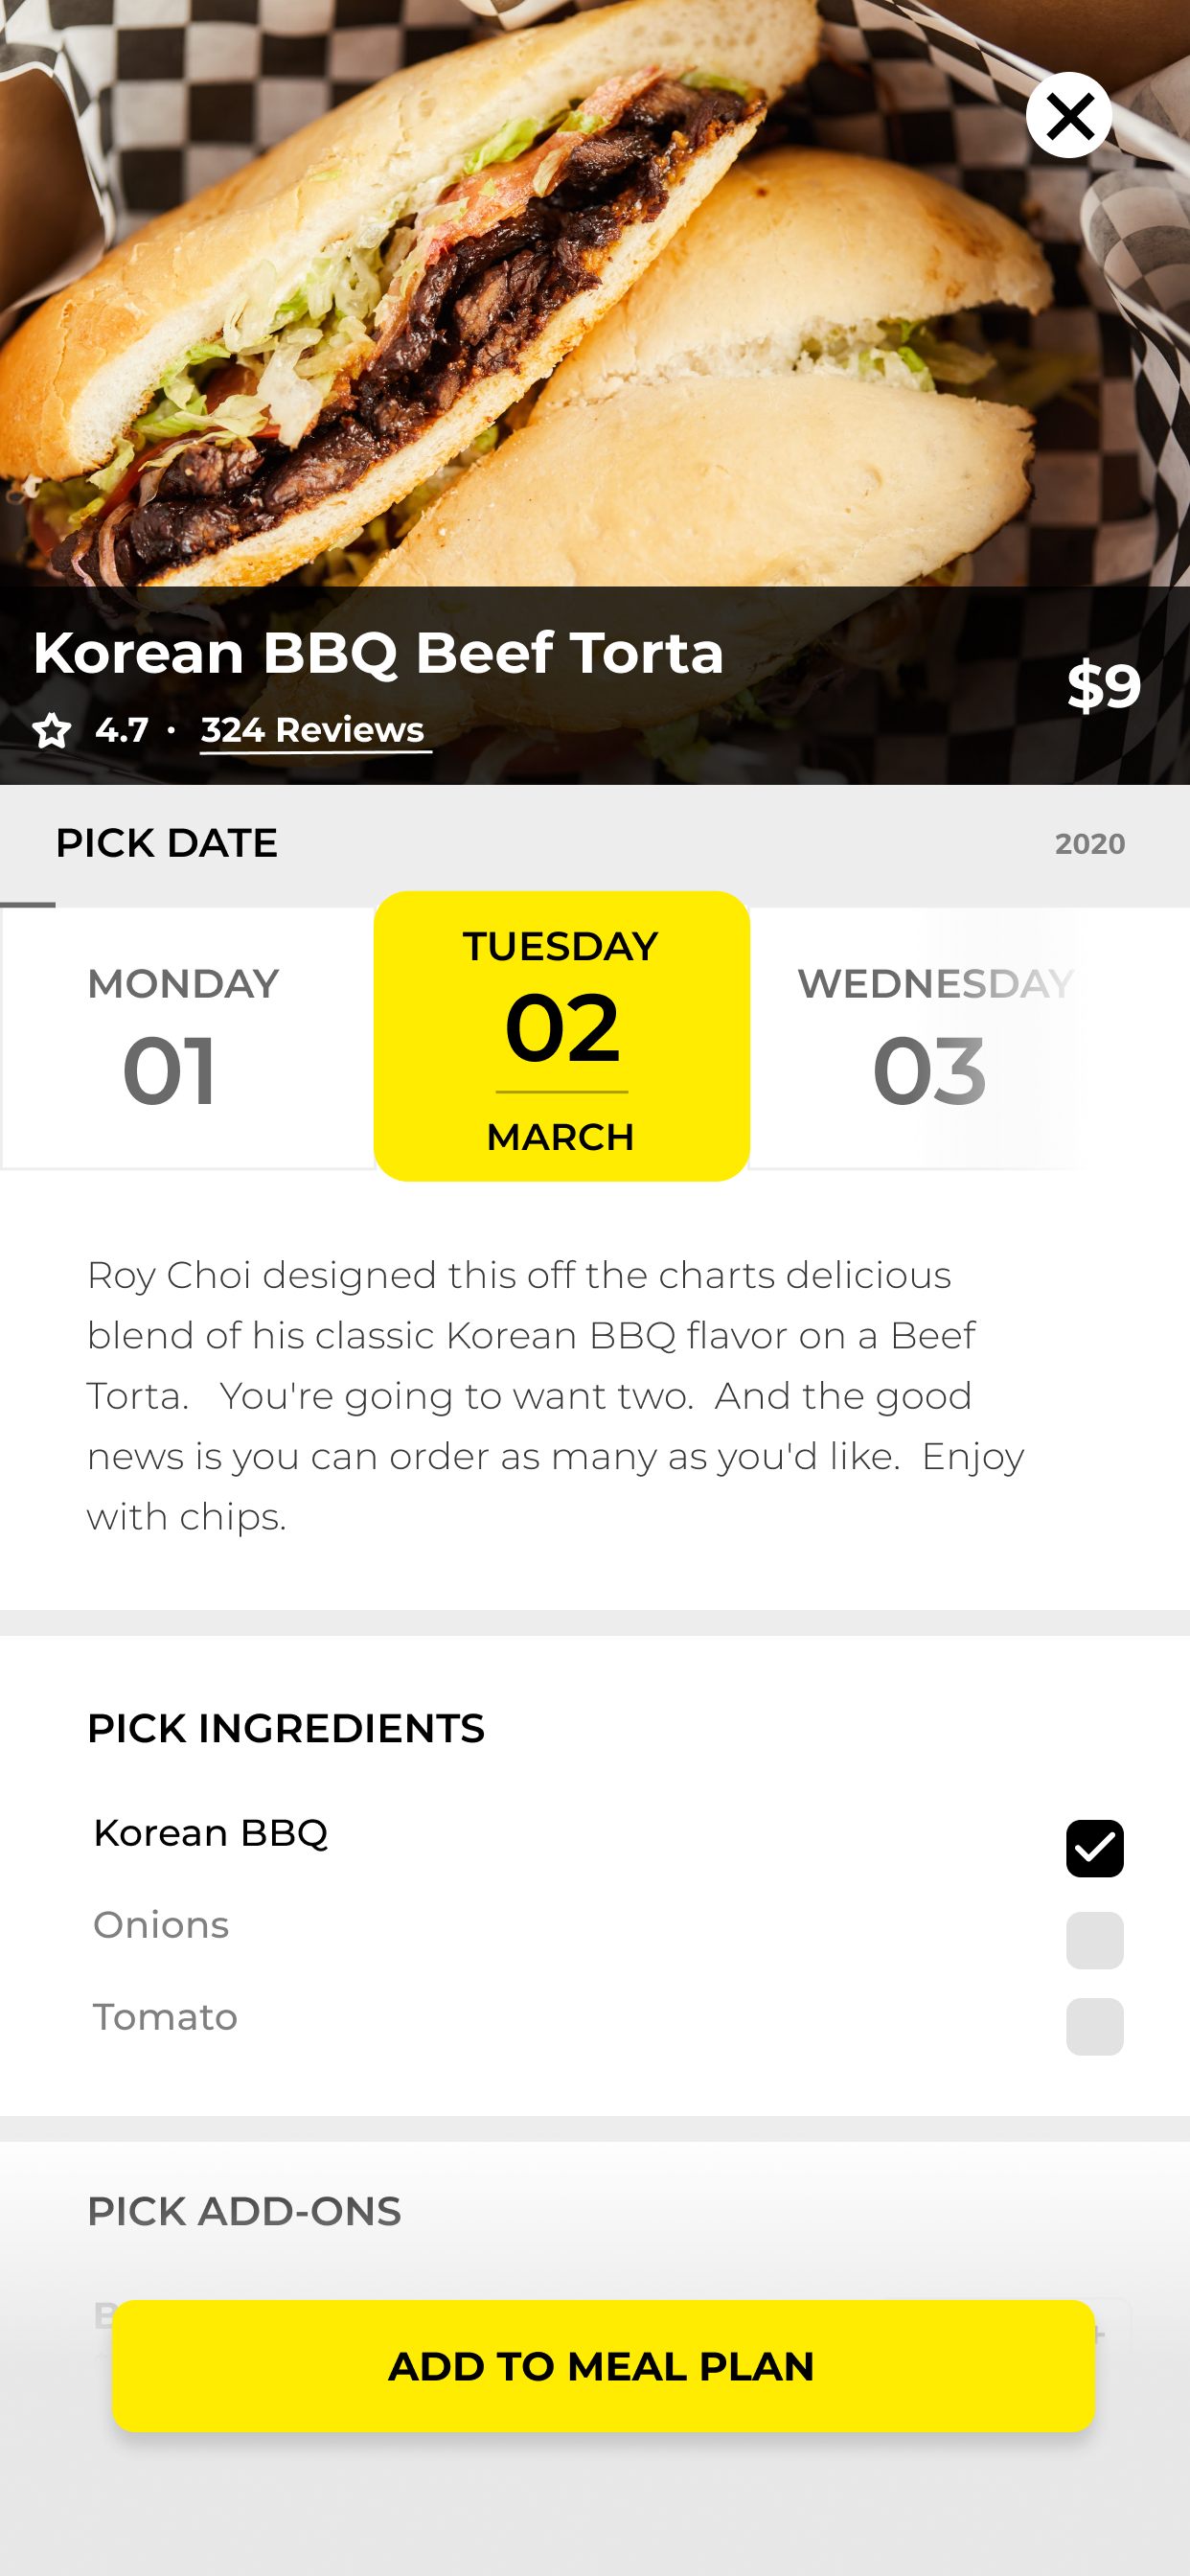 Korean BBQ Beef Torta
$9
4.7 · 324 Reviews
PICK DATE
2020
MONDAY
01
TUESDAY
02
MARCH
WEDNESDAY
03
Roy Choi designed this off the charts delicious
blend of his classic Korean BBQ flavor on a Beef
Torta. You're going to want two. And the good
news is you can order as many as you'd like. Enjoy
with chips.
PICK INGREDIENTS
Korean BBQ
Onions
Tomato
PICK ADD-ONS
ADD TO MEAL PLAN